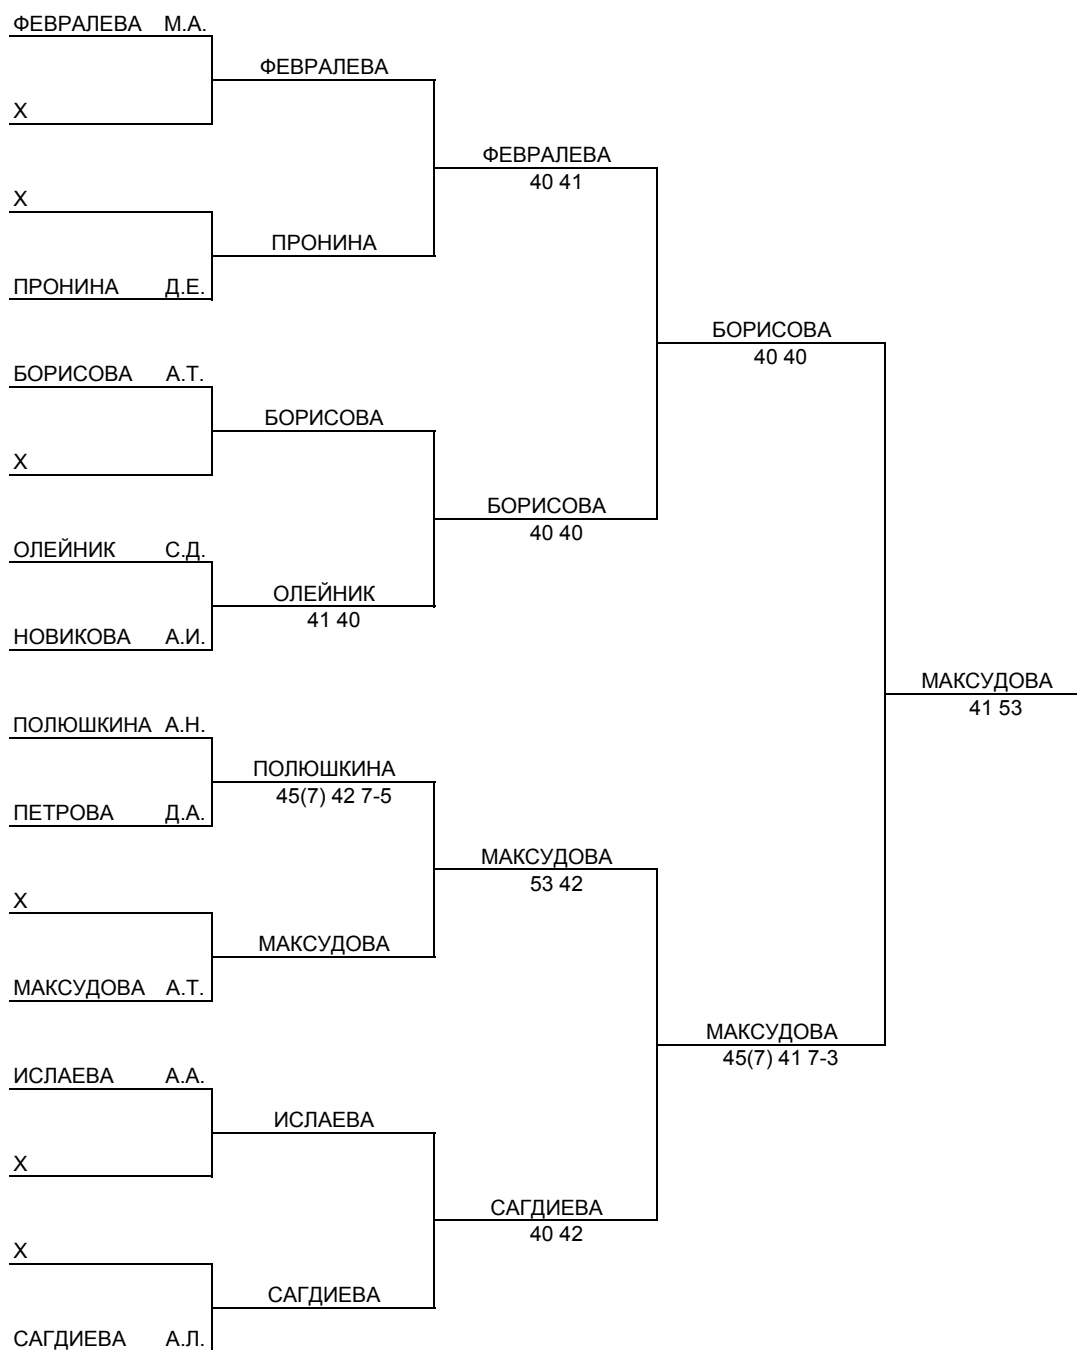 ФЕВРАЛЕВА М.А.
ФЕВРАЛЕВА
X
ФЕВРАЛЕВА
40 41
X
ПРОНИНА
ПРОНИНА Д.Е.
БОРИСОВА
40 40
БОРИСОВА А.Т.
БОРИСОВА
X
БОРИСОВА
40 40
ОЛЕЙНИК С.Д.
ОЛЕЙНИК
41 40
НОВИКОВА А.И.
МАКСУДОВА
41 53
ПОЛЮШКИНА А.Н.
ПОЛЮШКИНА
45(7) 42 7-5
ПЕТРОВА Д.А.
МАКСУДОВА
53 42
X
МАКСУДОВА
МАКСУДОВА А.Т.
МАКСУДОВА
45(7) 41 7-3
ИСЛАЕВА А.А.
ИСЛАЕВА
X
САГДИЕВА
40 42
X
САГДИЕВА
САГДИЕВА А.Л.